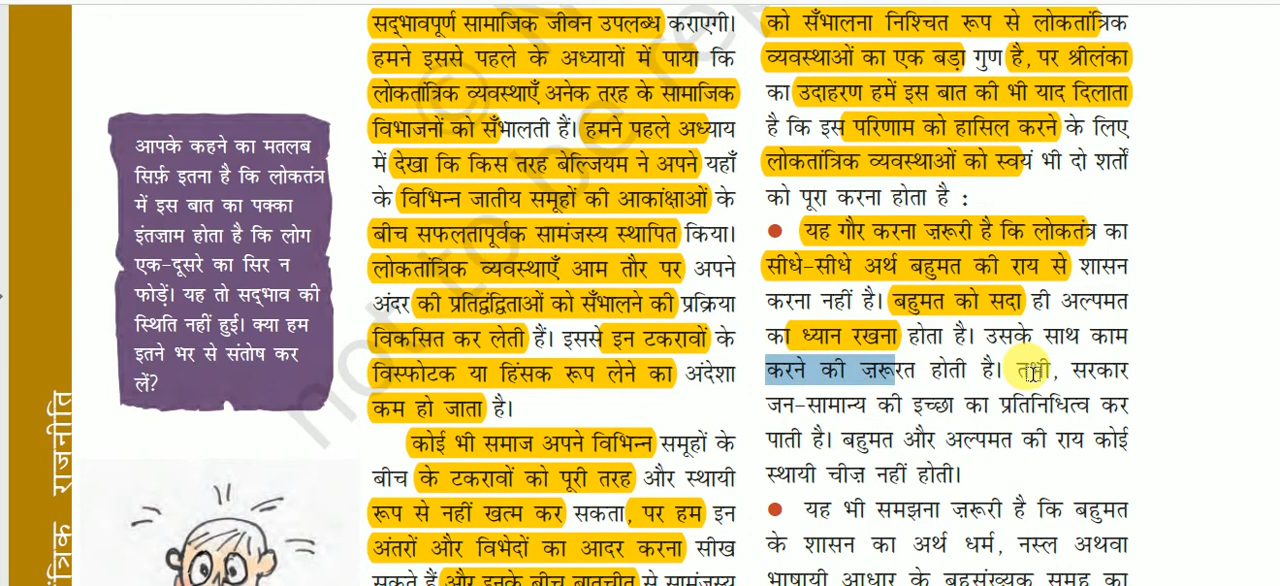 तांत्रिक राजनीति
आपके कहने का मतलब
सिर्फ़ इतना है कि लोकतंत्र
में इस बात का पक्का
इंतज़ाम होता है कि लोग
एक-दूसरे का सिर न
फोड़ें। यह तो सद्भाव की
स्थिति नहीं हुई। क्या हम
इतने भर से संतोष कर
लें?
सद्भावपूर्ण सामाजिक जीवन उपलब्ध कराएगी।
हमने इससे पहले के अध्यायों में पाया कि
लोकतांत्रिक व्यवस्थाएँ अनेक तरह के सामाजिक
विभाजनों को सँभालती हैं। हमने पहले अध्याय
में देखा कि किस तरह बेल्जियम ने अपने यहाँ
के विभिन्न जातीय समूहों की आकांक्षाओं के
बीच सफलतापूर्वक सामंजस्य स्थापित किया।
लोकतांत्रिक व्यवस्थाएँ आम तौर पर अपने
अंदर की प्रतिद्वंद्विताओं को सँभालने की प्रक्रिया
विकसित कर लेती हैं। इससे इन टकरावों के
विस्फोटक या हिंसक रूप लेने का अंदेशा
कम हो जाता है।
कोई भी समाज अपने विभिन्न समूहों के
बीच के टकरावों को पूरी तरह और स्थायी
रूप से नहीं खत्म कर सकता, पर हम इन
अंतरों और विभेदों का आदर करना सीख
सकते हैं और इनके बीच बातचीत से सामंजस्य
को सँभालना निश्चित रूप से लोकतांत्रिक
व्यवस्थाओं का एक बड़ा गुण है, पर श्रीलंका
का उदाहरण हमें इस बात की भी याद दिलाता
है कि इस परिणाम को हासिल करने के लिए
लोकतांत्रिक व्यवस्थाओं को स्वयं भी दो शर्तों
को पूरा करना होता है :
● यह गौर करना ज़रूरी है कि लोकतंत्र का
सीधे-सीधे अर्थ बहुमत की राय से शासन
करना नहीं है। बहुमत को सदा ही अल्पमत
का ध्यान रखना होता है। उसके साथ काम
करने की ज़रूरत होती है। तभी, सरकार
जन-सामान्य की इच्छा का प्रतिनिधित्व कर
पाती है। बहुमत और अल्पमत की राय कोई
स्थायी चीज़ नहीं होती।
● यह भी समझना ज़रूरी है कि बहुमत
के शासन का अर्थ धर्म, नस्ल अथवा
भाषायी आधार के बहुसंख्यक समूह का
not to be re